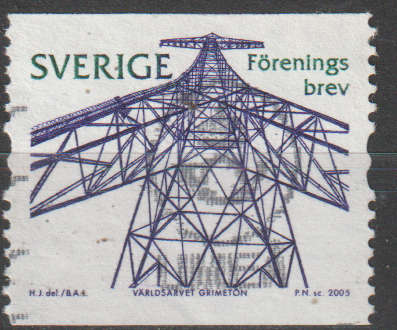 SVERIGE
Förenings
brev
H.J. del./B.A.f. VÄRLDSARVET GRIMETON P.N. sc. 2005